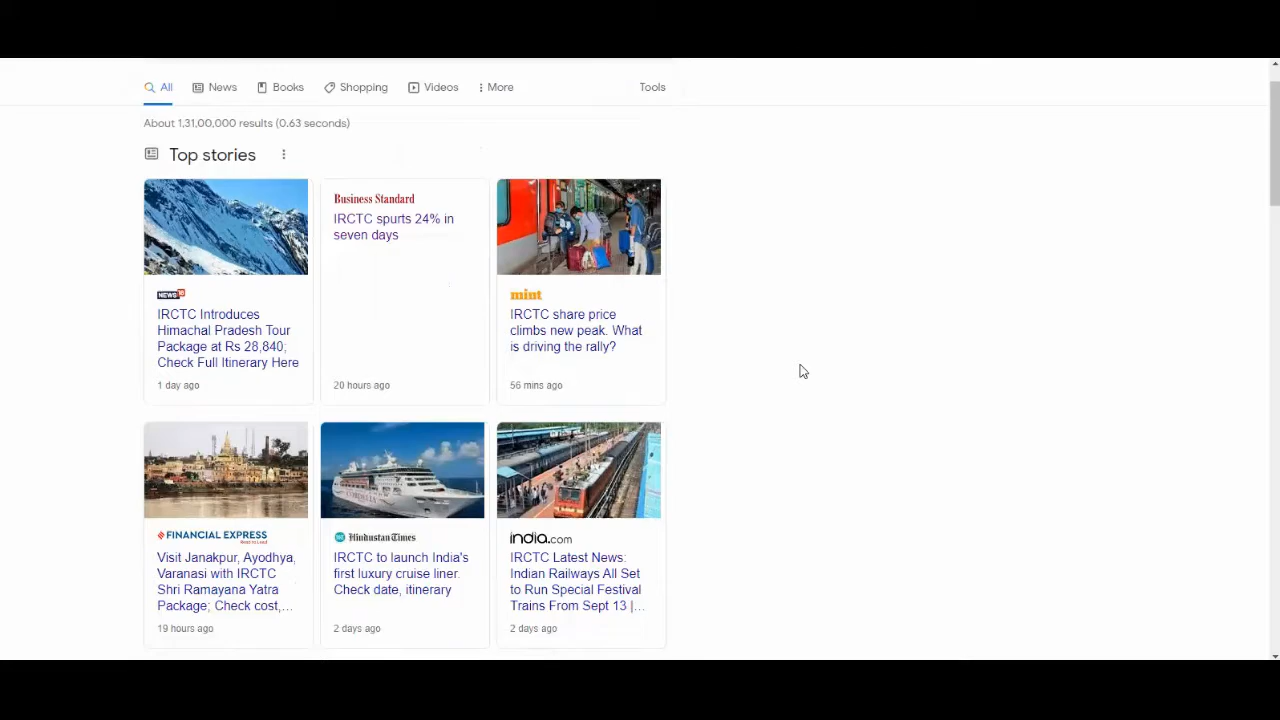 All News Books Shopping Videos More Tools
About 1,31,00,000 results (0.63 seconds)
Top stories
NEWS18
IRCTC Introduces
Himachal Pradesh Tour
Package at Rs 28,840;
Check Full Itinerary Here
1 day ago
Business Standard
IRCTC spurts 24% in
seven days
20 hours ago
mint
IRCTC share price
climbs new peak. What
is driving the rally?
56 mins ago
FINANCIAL EXPRESS
Visit Janakpur, Ayodhya,
Varanasi with IRCTC
Shri Ramayana Yatra
Package; Check cost,...
19 hours ago
Hindustan Times
IRCTC to launch India's
first luxury cruise liner.
Check date, itinerary
2 days ago
india.com
IRCTC Latest News:
Indian Railways All Set
to Run Special Festival
Trains From Sept 13 |...
2 days ago